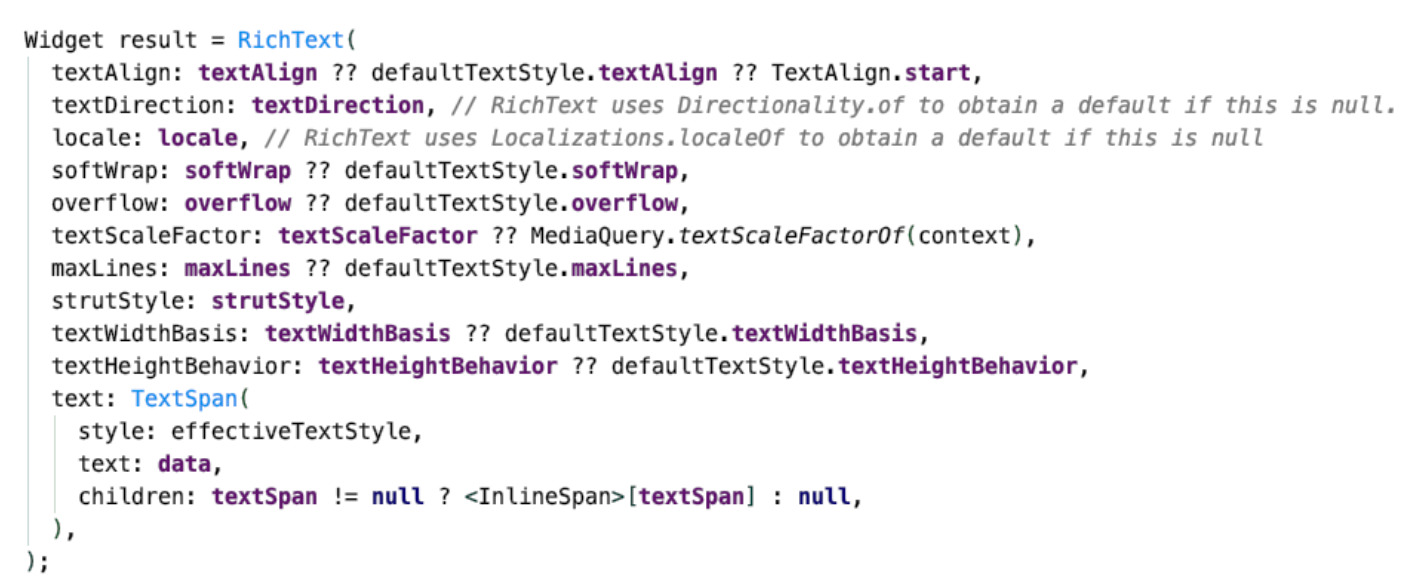 Widget result = RichText(
  textAlign: textAlign ?? defaultTextStyle.textAlign ?? TextAlign.start,
  textDirection: textDirection, // RichText uses Directionality.of to obtain a default if this is null.
  locale: locale, // RichText uses Localizations.localeOf to obtain a default if this is null
  softWrap: softWrap ?? defaultTextStyle.softWrap,
  overflow: overflow ?? defaultTextStyle.overflow,
  textScaleFactor: textScaleFactor ?? MediaQuery.textScaleFactorOf(context),
  maxLines: maxLines ?? defaultTextStyle.maxLines,
  strutStyle: strutStyle,
  textWidthBasis: textWidthBasis ?? defaultTextStyle.textWidthBasis,
  textHeightBehavior: textHeightBehavior ?? defaultTextStyle.textHeightBehavior,
  text: TextSpan(
    style: effectiveTextStyle,
    text: data,
    children: textSpan != null ? <InlineSpan>[textSpan] : null,
  ),
);